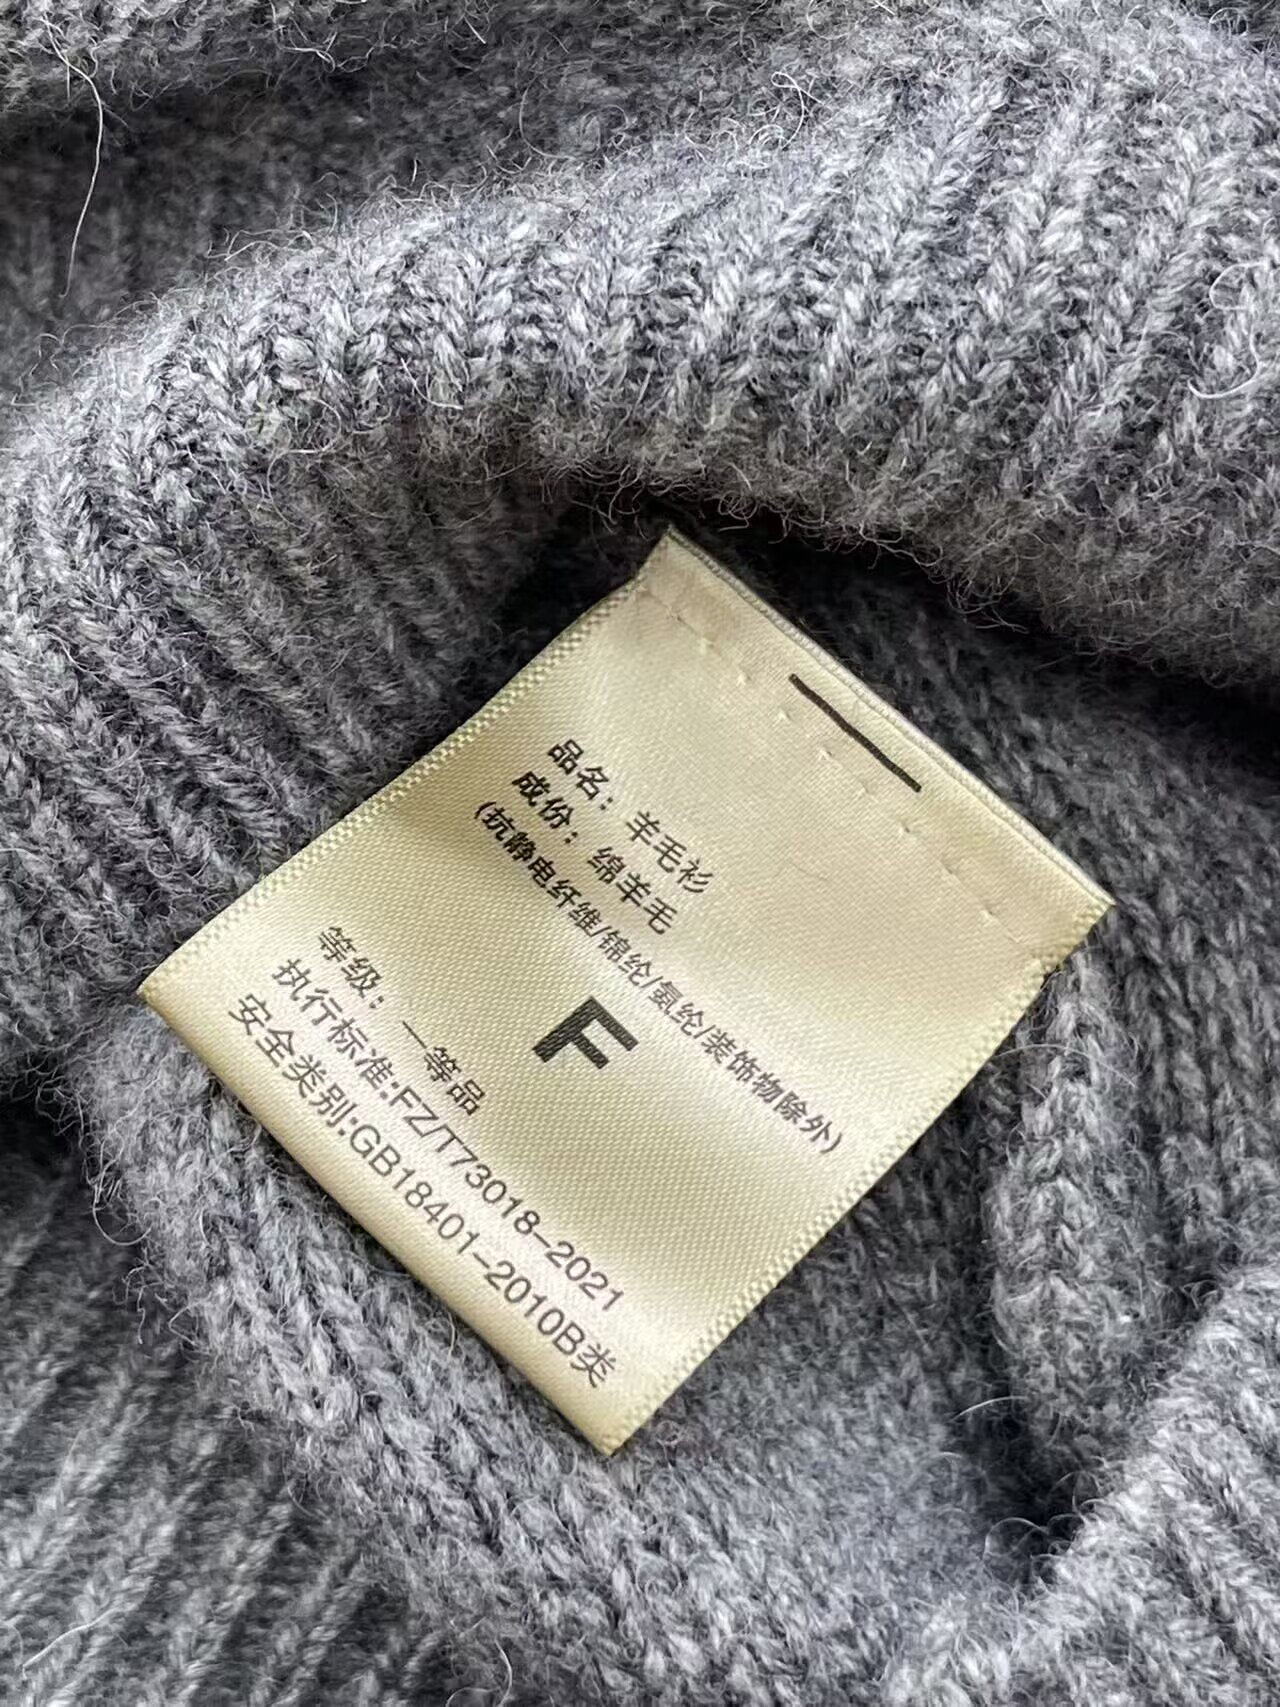 品名：羊毛衫
成份：绵羊毛
(抗静电纤维/锦纶/氨纶/装饰物除外)
F
等级：一等品
执行标准:FZ/T73018-2021
安全类别:GB18401-2010B类